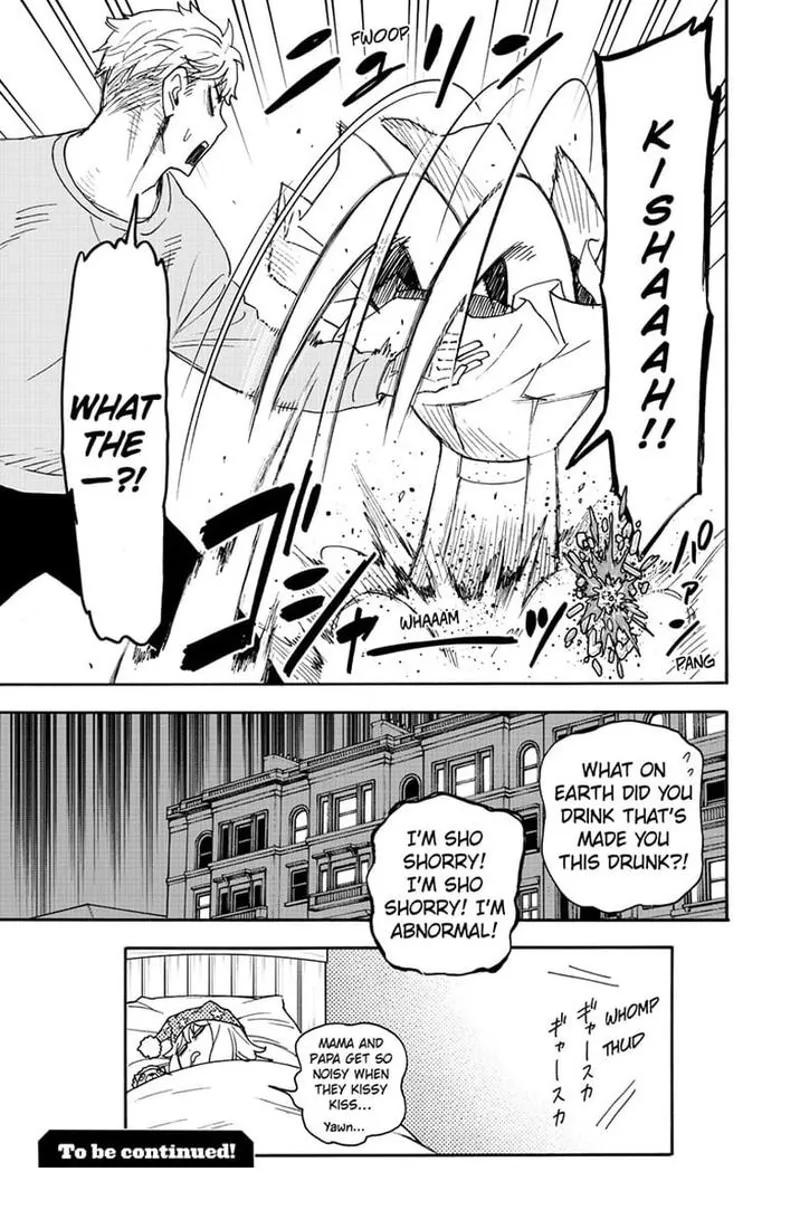 FWOOP
ニュリン
KISHAAAH!!
WHAT
THE
—?!
ゴシャーッ
WHAAAM
パン
PANG
WHAT ON
EARTH DID YOU
DRINK THAT'S
MADE YOU
THIS DRUNK?!
I'M SHO
SHORRY!
I'M SHO
SHORRY! I'M
ABNORMAL!
WHOMP
THUD
ギャースカ
ギャースカ
MAMA AND
PAPA GET SO
NOISY WHEN
THEY KISSY
KISS...
Yawn...
To be continued!